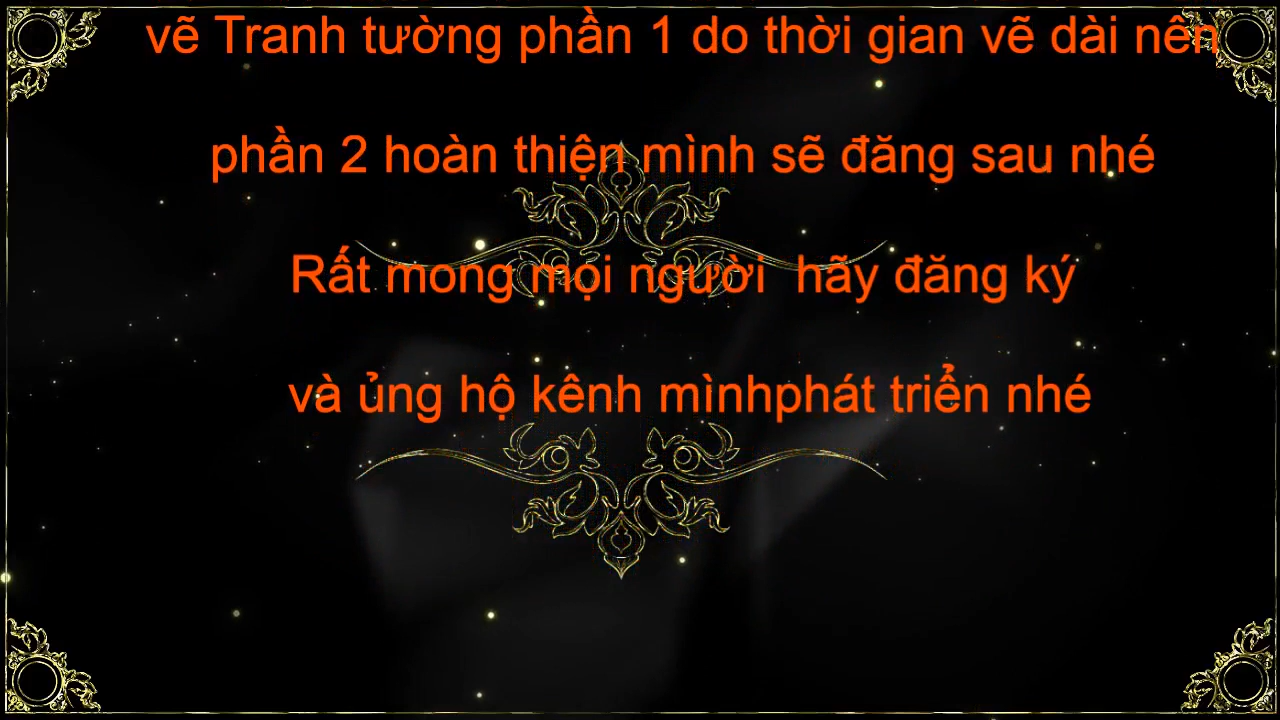 vẽ Tranh tường phần 1 do thời gian vẽ dài nên
phần 2 hoàn thiện mình sẽ đăng sau nhé
Rất mong mọi người hãy đăng ký
và ủng hộ kênh mìnhphát triển nhé